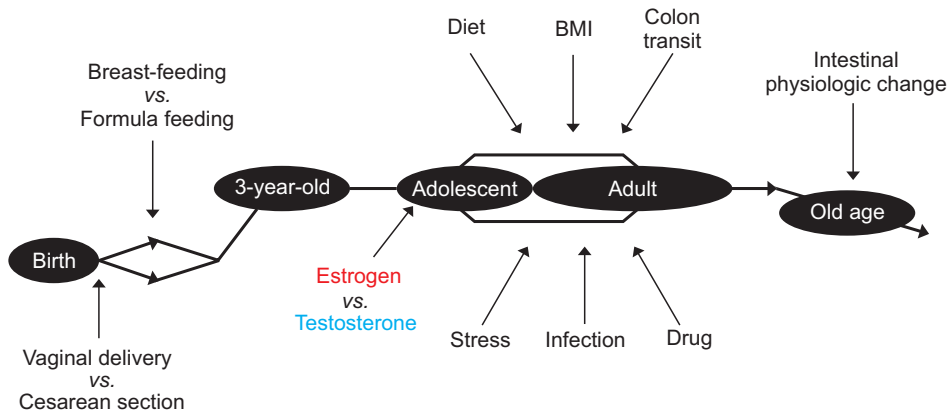 Diet
BMI
Colon
transit
Intestinal
physiologic change
Breast-feeding
vs.
Formula feeding
3-year-old
Adolescent
Adult
Old age
Birth
Estrogen
vs.
Testosterone
Stress
Infection
Drug
Vaginal delivery
vs.
Cesarean section